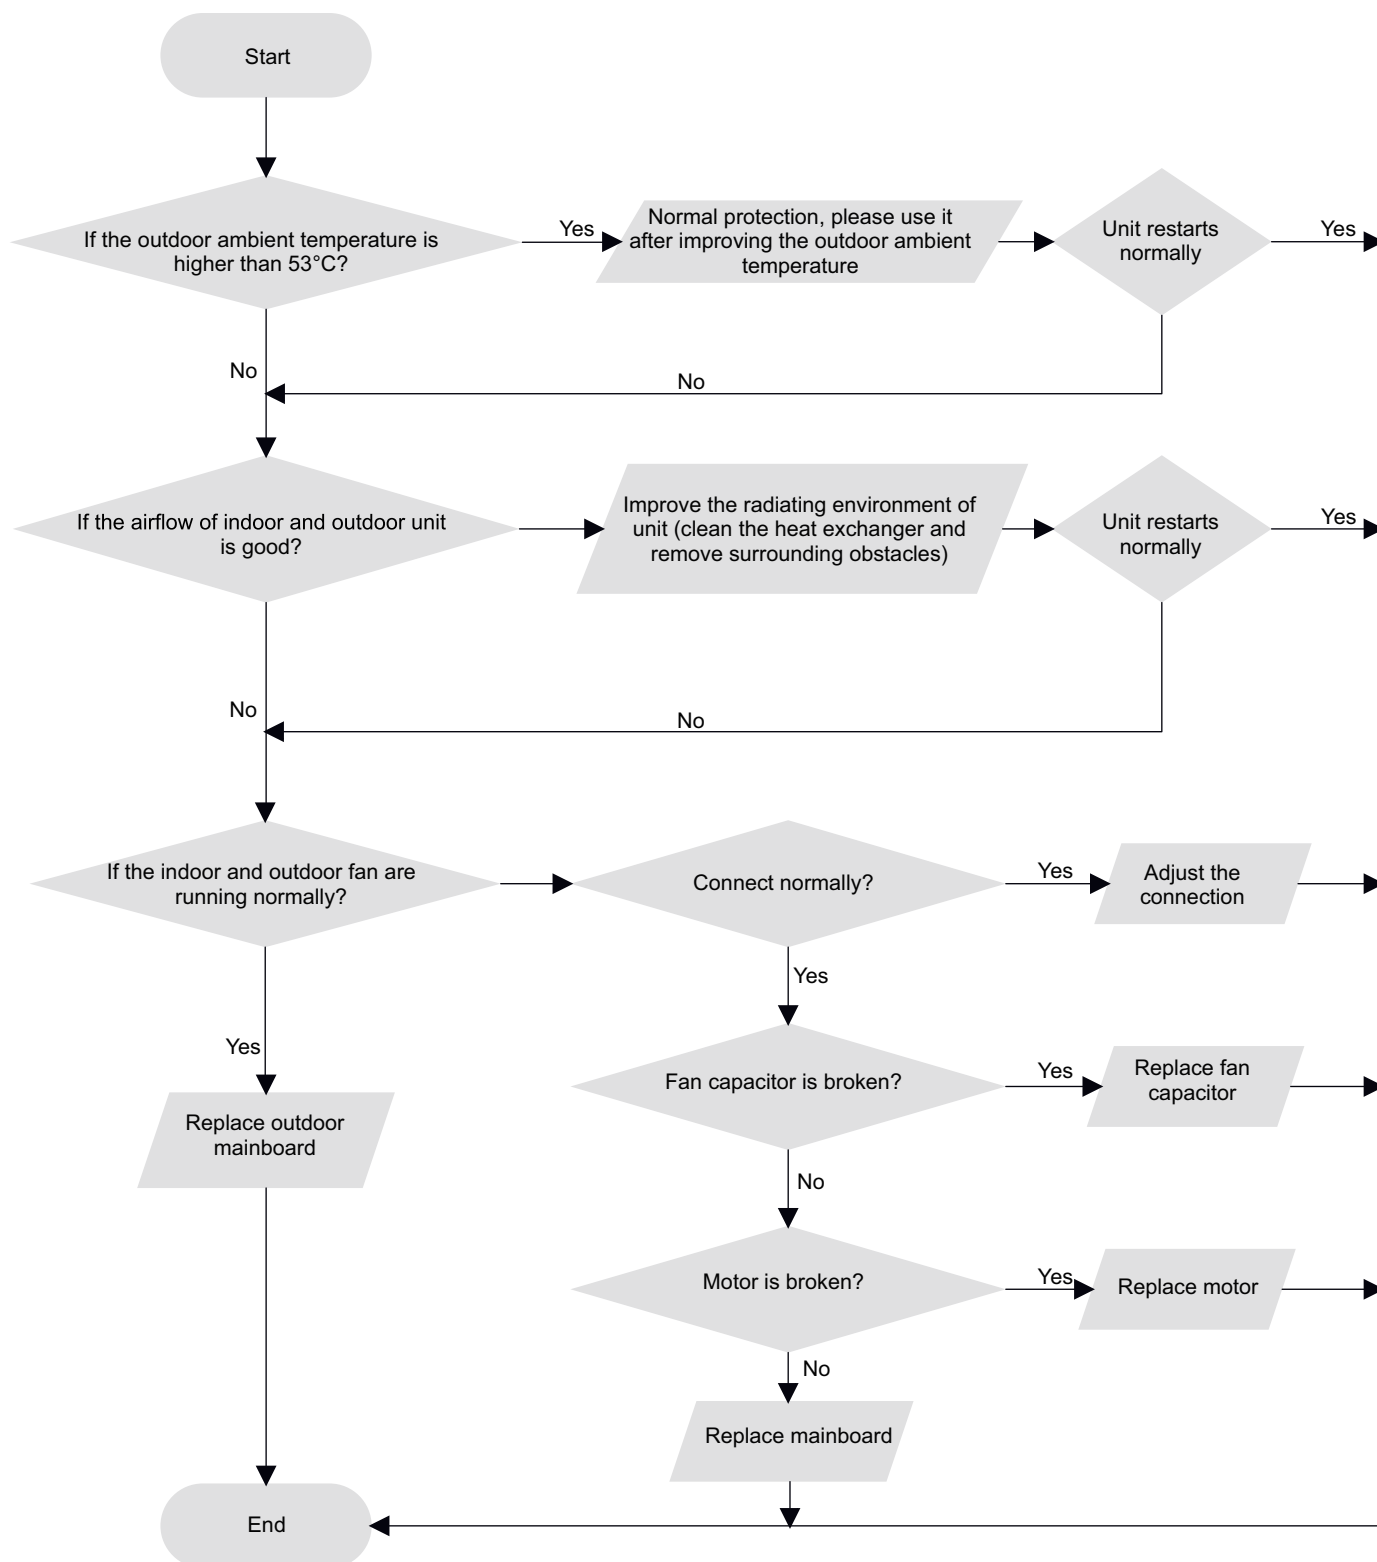 Start
If the outdoor ambient temperature is
higher than 53°C?
Yes
Normal protection, please use it
after improving the outdoor ambient
temperature
Unit restarts
normally
Yes
No
No
If the airflow of indoor and outdoor unit
is good?
Improve the radiating environment of
unit (clean the heat exchanger and
remove surrounding obstacles)
Unit restarts
normally
Yes
No
No
If the indoor and outdoor fan are
running normally?
Connect normally?
Yes
Adjust the
connection
Yes
Yes
Fan capacitor is broken?
Yes
Replace fan
capacitor
Replace outdoor
mainboard
No
Motor is broken?
Yes
Replace motor
No
Replace mainboard
End